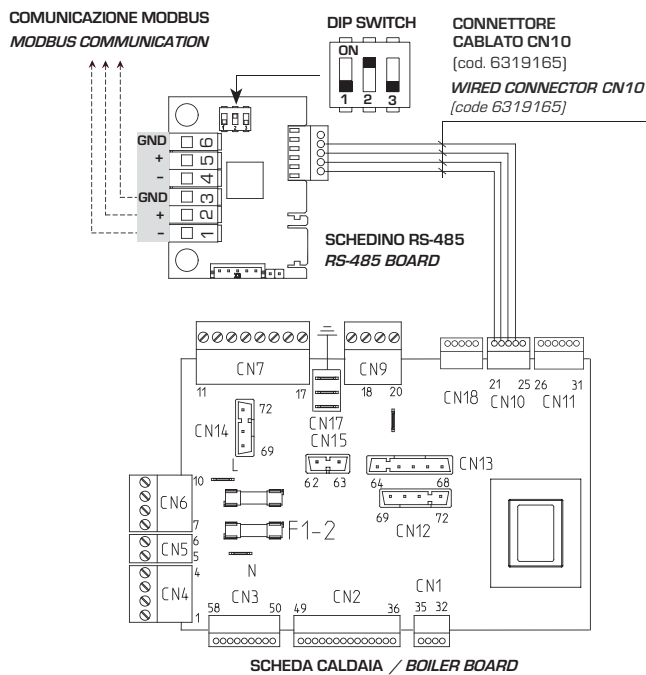 COMUNICAZIONE MODBUS
MODBUS COMMUNICATION
DIP SWITCH
ON
1 2 3
CONNETTORE
CABLATO CN10
(cod. 6319165)
WIRED CONNECTOR CN10
(code 6319165)
GND 6
+ 5
- 4
GND 3
+ 2
- 1
SCHEDINO RS-485
RS-485 BOARD
CN7
11 17
CN9
18 20
CN18
21 25
CN10
26 31
CN11
CN17
CN14
72
69
CN15
62 63
CN13
64 68
69 72
CN12
L
F1-2
N
10
CN6
7
6
CN5
5
4
CN4
1
CN3
58 50
CN2
49 36
CN1
35 32
SCHEDA CALDAIA / BOILER BOARD